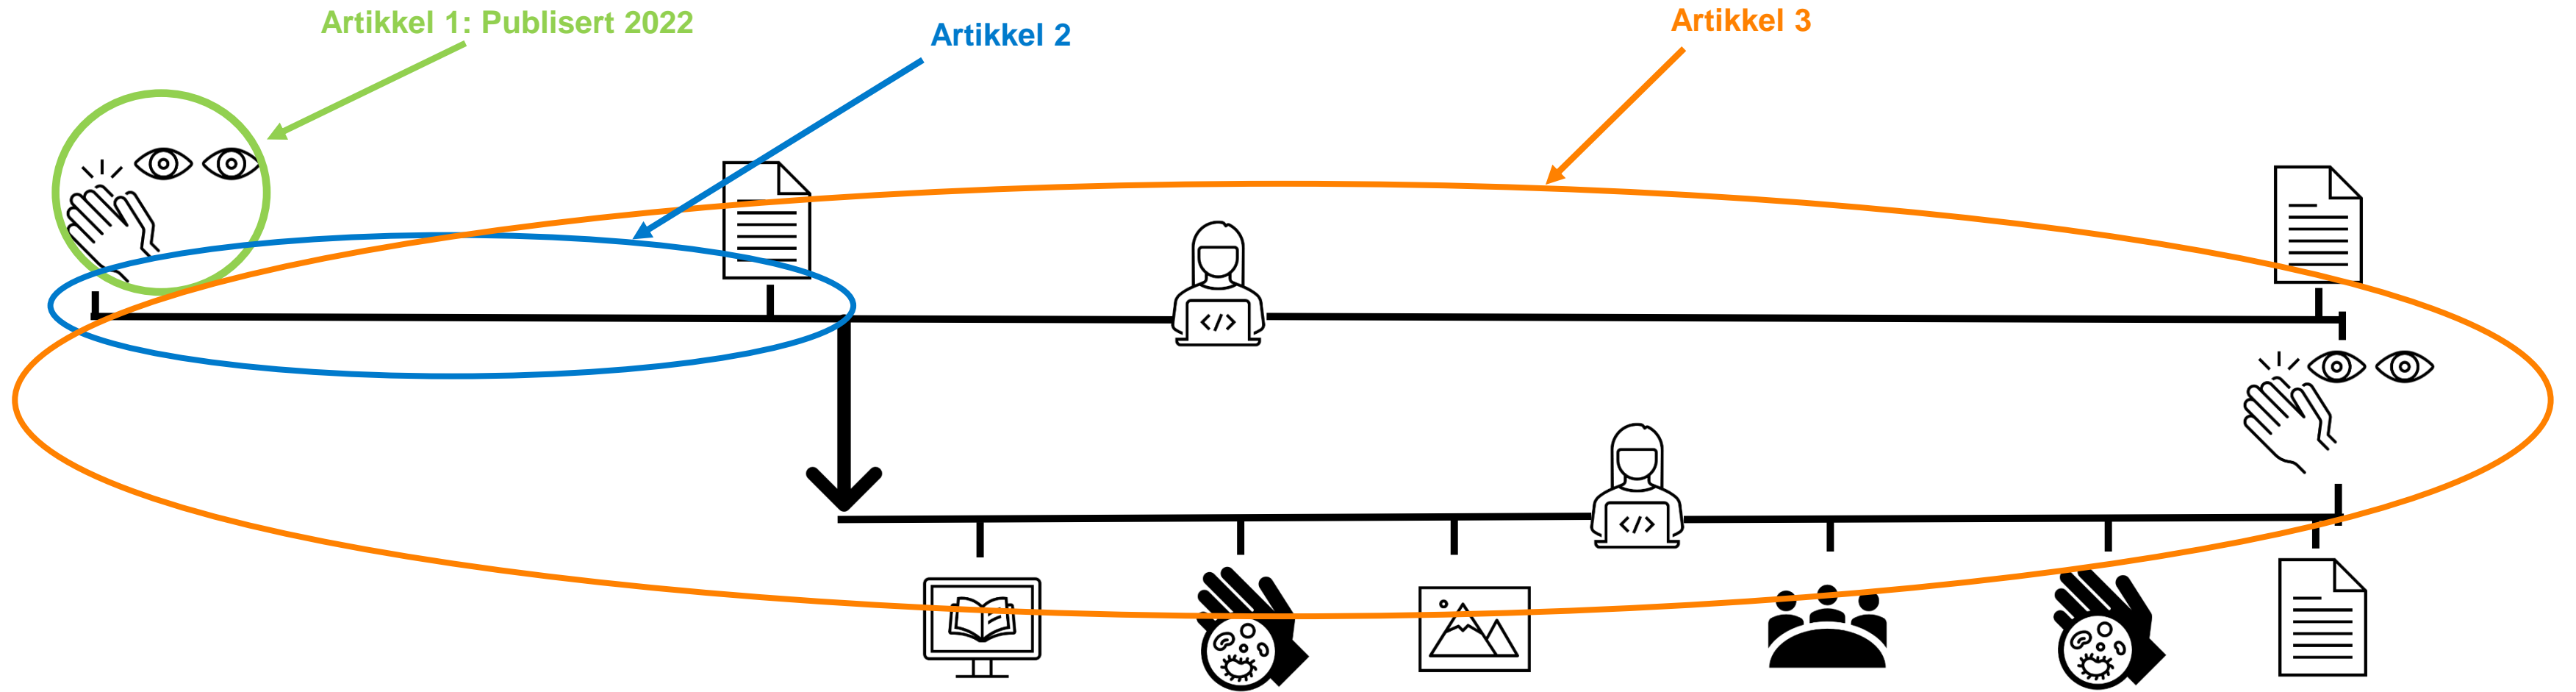 Artikkel 1: Publisert 2022
Artikkel 2
Artikkel 3
</>
</>